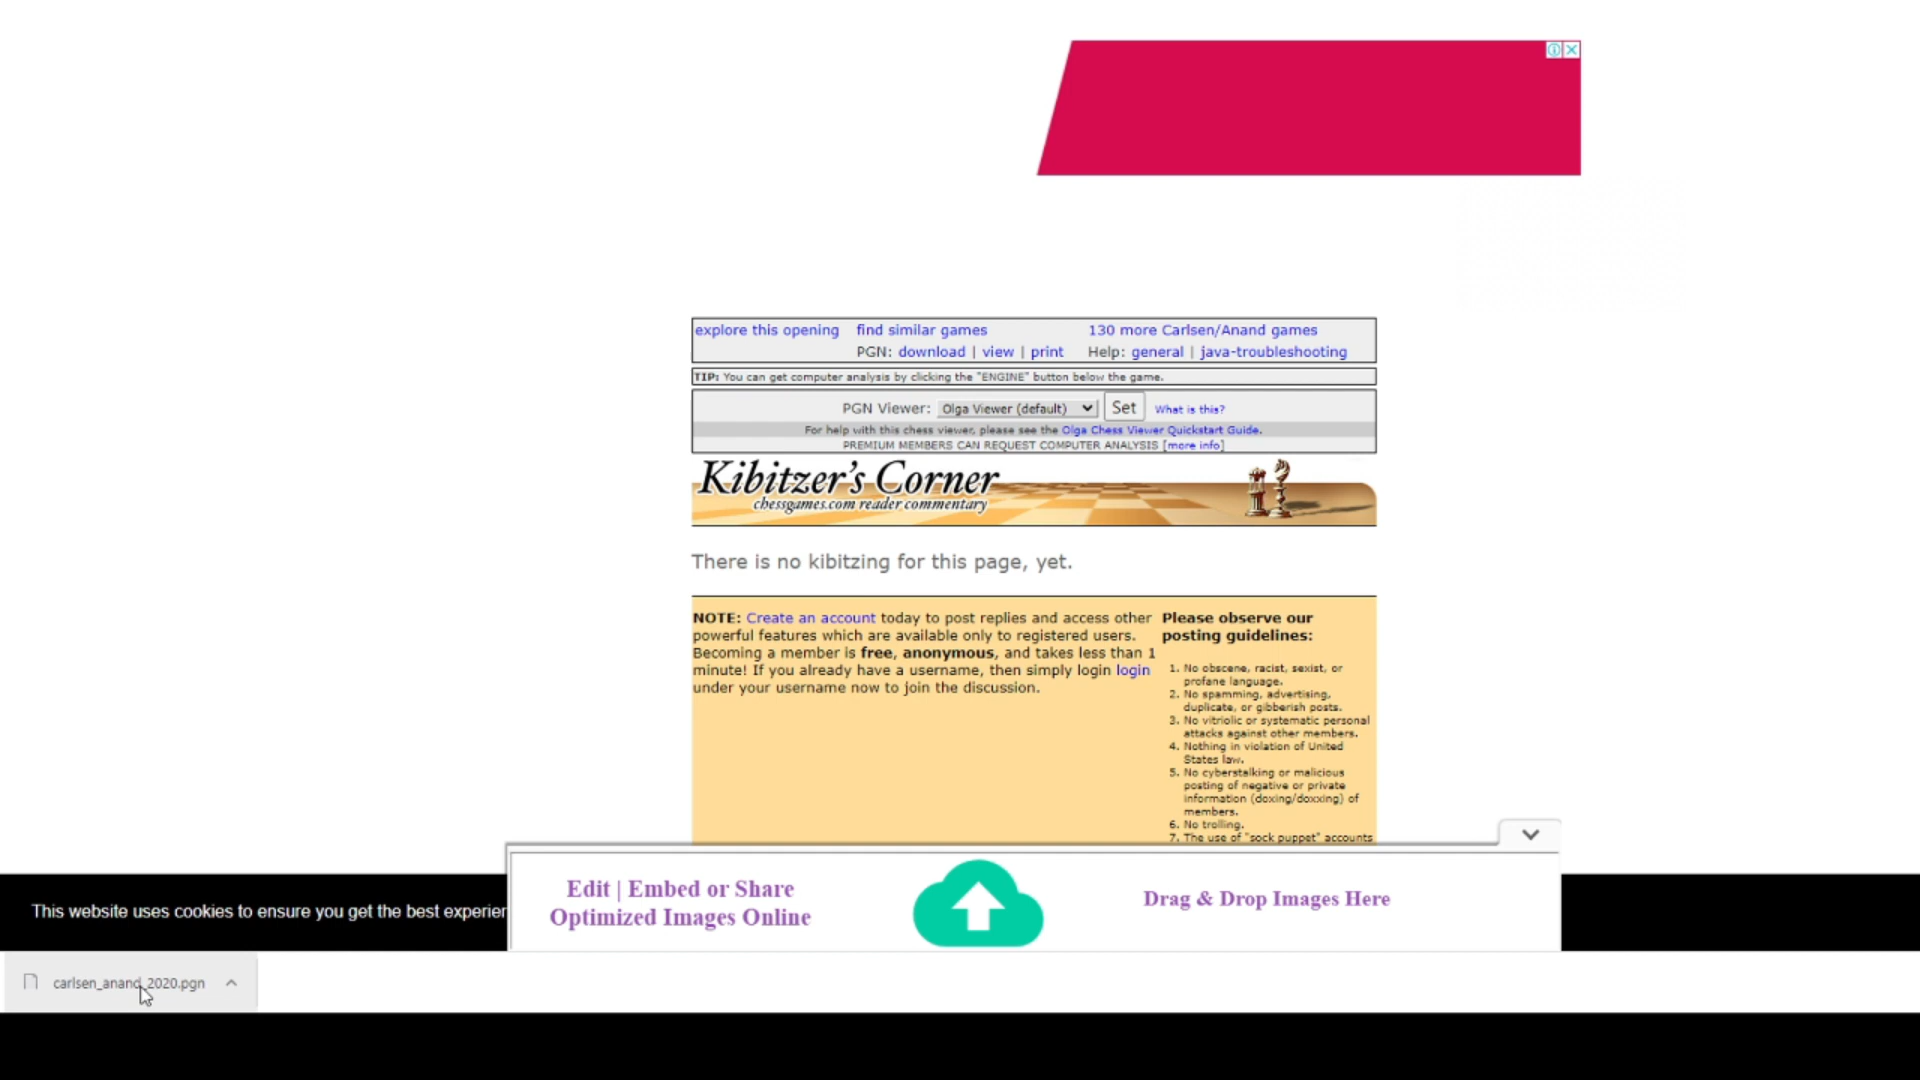 explore this opening find similar games 130 more Carlsen/Anand games
PGN: download | view | print Help: general | java-troubleshooting
TIP: You can get computer analysis by clicking the "ENGINE" button below the game.
PGN Viewer: Olga Viewer (default) Set What is this?
For help with this chess viewer, please see the Olga Chess Viewer Quickstart Guide.
PREMIUM MEMBERS CAN REQUEST COMPUTER ANALYSIS [more info]
Kibitzer's Corner
chessgames.com reader commentary
There is no kibitzing for this page, yet.
NOTE: Create an account today to post replies and access other
powerful features which are available only to registered users.
Becoming a member is free, anonymous, and takes less than 1
minute! If you already have a username, then simply login login
under your username now to join the discussion.
Please observe our
posting guidelines:
1. No obscene, racist, sexist, or
profane language.
2. No spamming, advertising,
duplicate, or gibberish posts.
3. No vitriolic or systematic personal
attacks against other members.
4. Nothing in violation of United
States law.
5. No cyberstalking or malicious
posting of negative or private
information (doxing/doxxing) of
members.
6. No trolling.
7. The use of "sock puppet" accounts
Edit | Embed or Share
Optimized Images Online
Drag & Drop Images Here
This website uses cookies to ensure you get the best experier
carlsen_anand_2020.pgn